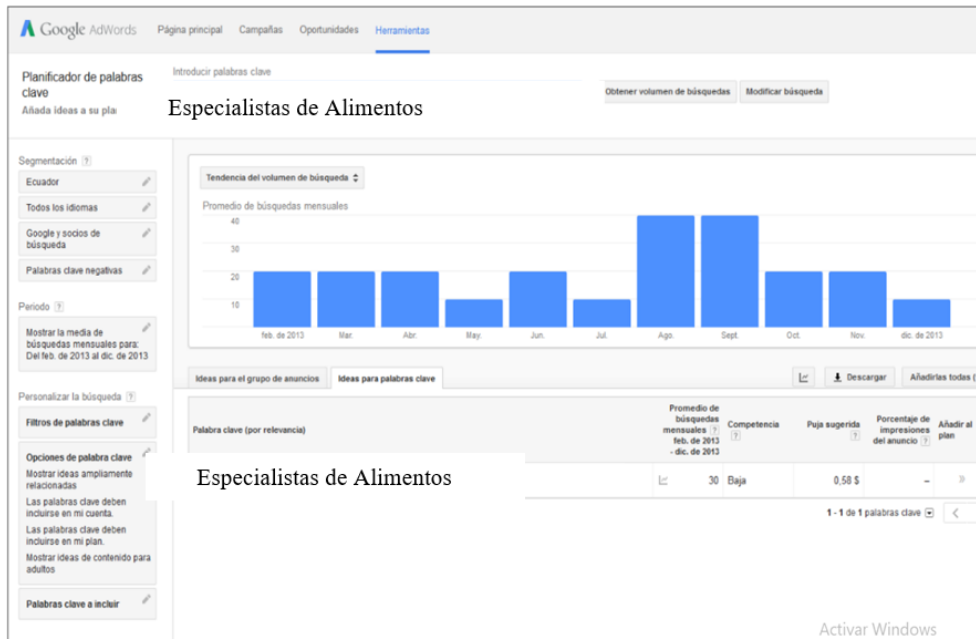 Google AdWords Página principal Campañas Oportunidades Herramientas
Planificador de palabras
clave
Añada ideas a su pla
Introducir palabras clave
Especialistas de Alimentos
Obtener volumen de búsquedas Modificar búsqueda
Segmentación ?
Ecuador
Todos los idiomas
Google y socios de
búsqueda
Palabras clave negativas
Periodo ?
Mostrar la media de
búsquedas mensuales para:
Del feb. de 2013 al dic. de 2013
Personalizar la búsqueda ?
Filtros de palabras clave
Opciones de palabra clave
Mostrar ideas ampliamente
relacionadas
Las palabras clave deben
incluirse en mi cuenta.
Las palabras clave deben
incluirse en mi plan.
Mostrar ideas de contenido para
adultos
Palabras clave a incluir
Tendencia del volumen de búsqueda
Promedio de búsquedas mensuales
40
30
20
10
feb. de 2013 Mar. Abr. May. Jun. Jul. Ago. Sept. Oct. Nov. dic. de 2013
Ideas para el grupo de anuncios Ideas para palabras clave
Descargar Añadirlas todas (
Palabra clave (por relevancia)
Promedio de
búsquedas
mensuales ?
feb. de 2013
- dic. de 2013
Competencia
?
Puja sugerida
?
Porcentaje de
impresiones
del anuncio ?
Añadir al
plan
Especialistas de Alimentos
30 Baja 0,58 $ – »
1 - 1 de 1 palabras clave
Activar Windows